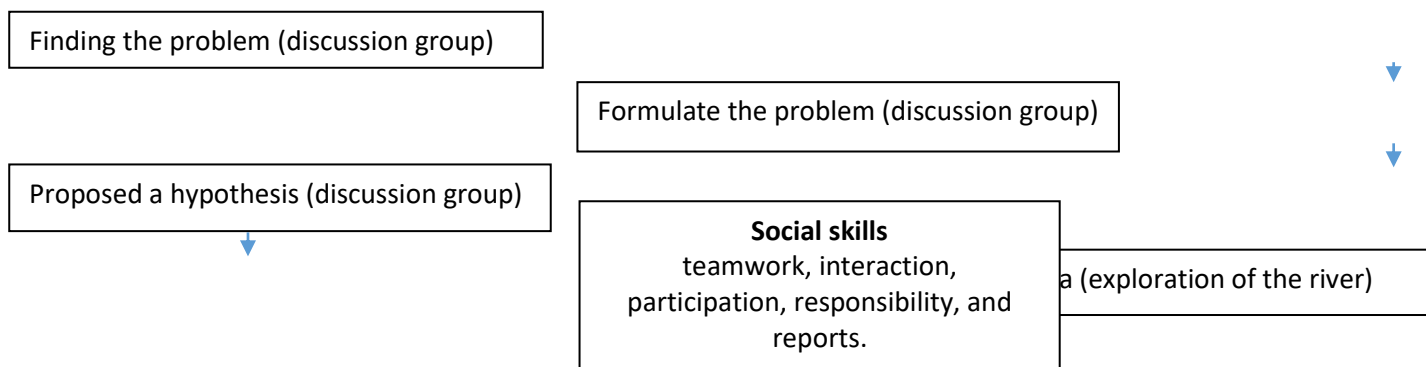 Finding the problem (discussion group)
Formulate the problem (discussion group)
Proposed a hypothesis (discussion group)
Social skills
teamwork, interaction,
participation, responsibility, and
reports.
(exploration of the river)